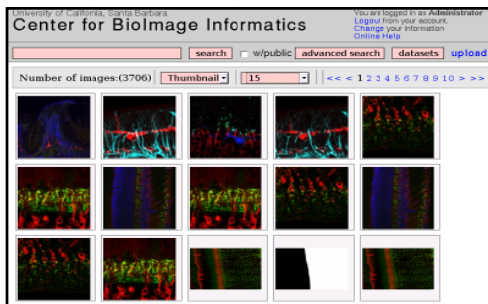 University of California, Santa Barbara
Center for BioImage Informatics
You are logged in as Administrator
Logout from your account.
Change your information
Online Help
search w/public advanced search datasets upload
Number of images:(3706) Thumbnail 15 << < 1 2 3 4 5 6 7 8 9 10 > >>